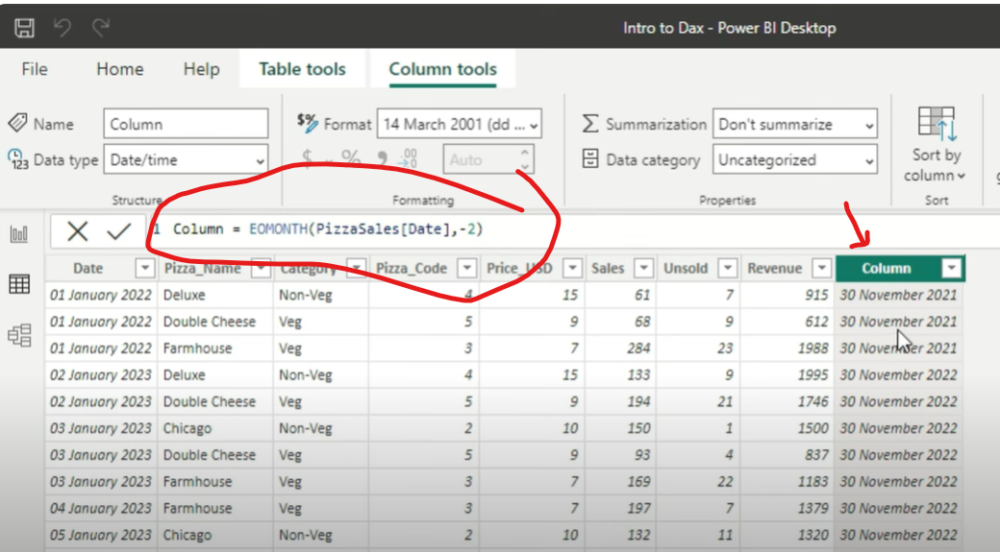 Intro to Dax - Power BI Desktop
File Home Help Table tools Column tools
Name Column $% Format 14 March 2001 (dd ... Summarization Don't summarize
Data type Date/time $ % , .00 Auto Data category Uncategorized Sort by column
Structure Formatting Properties Sort
1 Column = EOMONTH(PizzaSales[Date],-2)
Date Pizza_Name Category Pizza_Code Price_USD Sales Unsold Revenue Column
01 January 2022 Deluxe Non-Veg 4 15 61 7 915 30 November 2021
01 January 2022 Double Cheese Veg 5 9 68 9 612 30 November 2021
01 January 2022 Farmhouse Veg 3 7 284 23 1988 30 November 2021
02 January 2023 Deluxe Non-Veg 4 15 133 9 1995 30 November 2022
02 January 2023 Double Cheese Veg 5 9 194 21 1746 30 November 2022
03 January 2023 Chicago Non-Veg 2 10 150 1 1500 30 November 2022
03 January 2023 Double Cheese Veg 5 9 93 4 837 30 November 2022
03 January 2023 Farmhouse Veg 3 7 169 22 1183 30 November 2022
04 January 2023 Farmhouse Veg 3 7 197 7 1379 30 November 2022
05 January 2023 Chicago Non-Veg 2 10 132 11 1320 30 November 2022